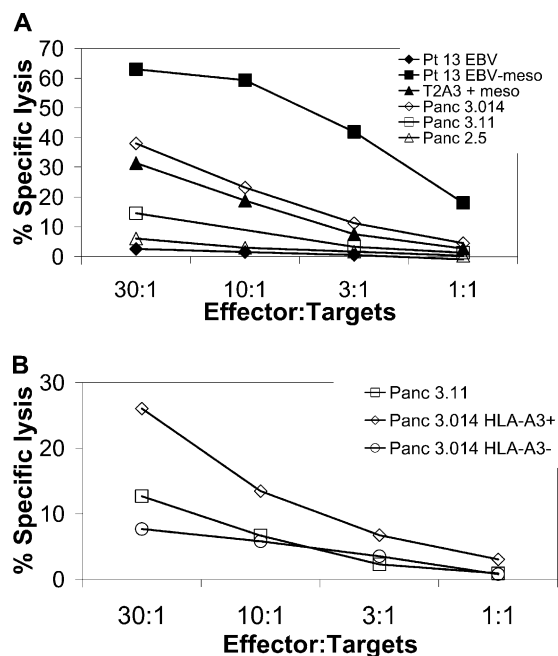 A
% Specific lysis
70
60
50
40
30
20
10
0
30:1 10:1 3:1 1:1
Effector:Targets
Pt 13 EBV
Pt 13 EBV-meso
T2A3 + meso
Panc 3.014
Panc 3.11
Panc 2.5
B
% Specific lysis
30
20
10
0
30:1 10:1 3:1 1:1
Effector:Targets
Panc 3.11
Panc 3.014 HLA-A3+
Panc 3.014 HLA-A3-